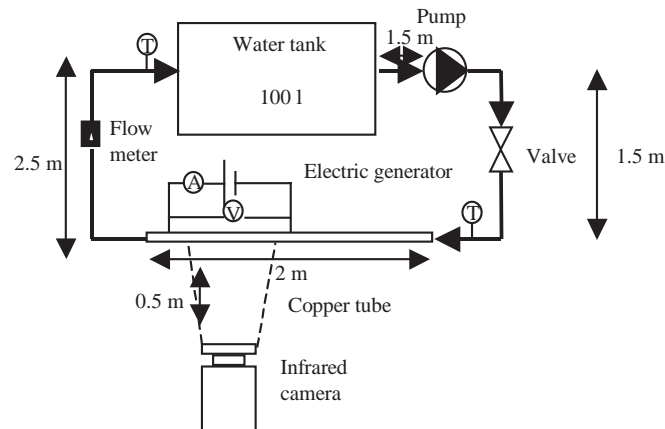 Pump
T
Water tank
1.5 m
100 l
Flow
meter
2.5 m
Electric generator
Valve
1.5 m
A
V
T
2 m
0.5 m
Copper tube
Infrared
camera